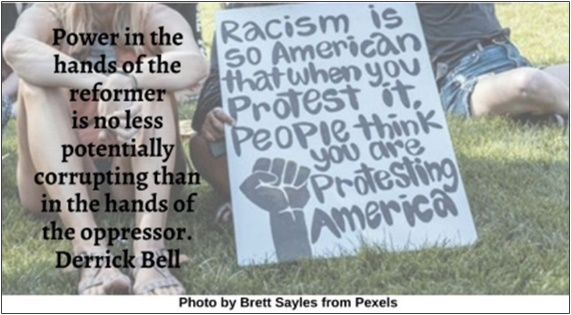 Power in the
hands of the
reformer
is no less
potentially
corrupting than
in the hands of
the oppressor.
Derrick Bell
Racism is
so American
that when you
Protest it,
People think
you are
Protesting
America
Photo by Brett Sayles from Pexels